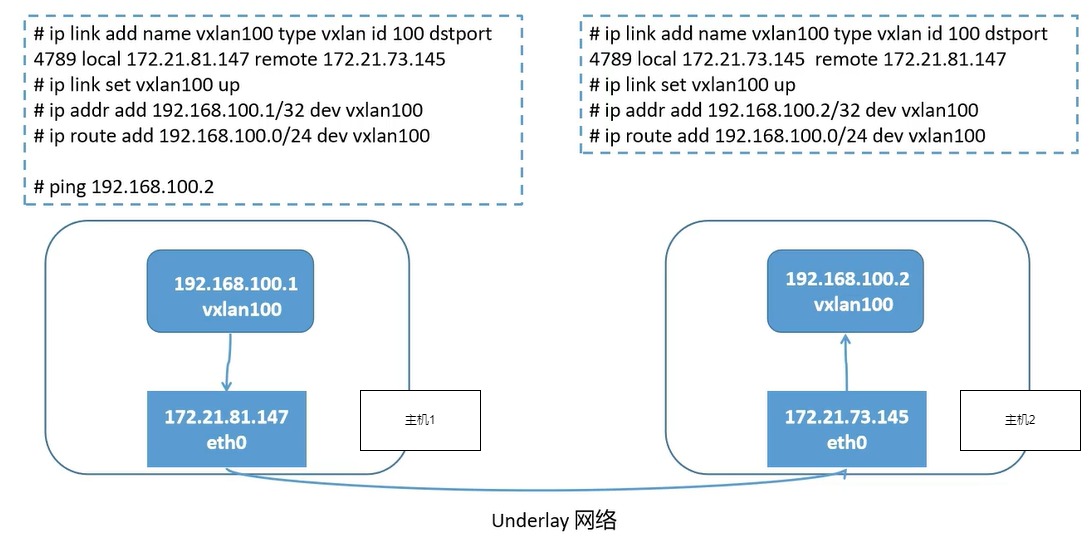 # ip link add name vxlan100 type vxlan id 100 dstport
4789 local 172.21.81.147 remote 172.21.73.145
# ip link set vxlan100 up
# ip addr add 192.168.100.1/32 dev vxlan100
# ip route add 192.168.100.0/24 dev vxlan100
# ping 192.168.100.2
# ip link add name vxlan100 type vxlan id 100 dstport
4789 local 172.21.73.145  remote 172.21.81.147
# ip link set vxlan100 up
# ip addr add 192.168.100.2/32 dev vxlan100
# ip route add 192.168.100.0/24 dev vxlan100
192.168.100.1
vxlan100
172.21.81.147
eth0
主机1
192.168.100.2
vxlan100
172.21.73.145
eth0
主机2
Underlay 网络